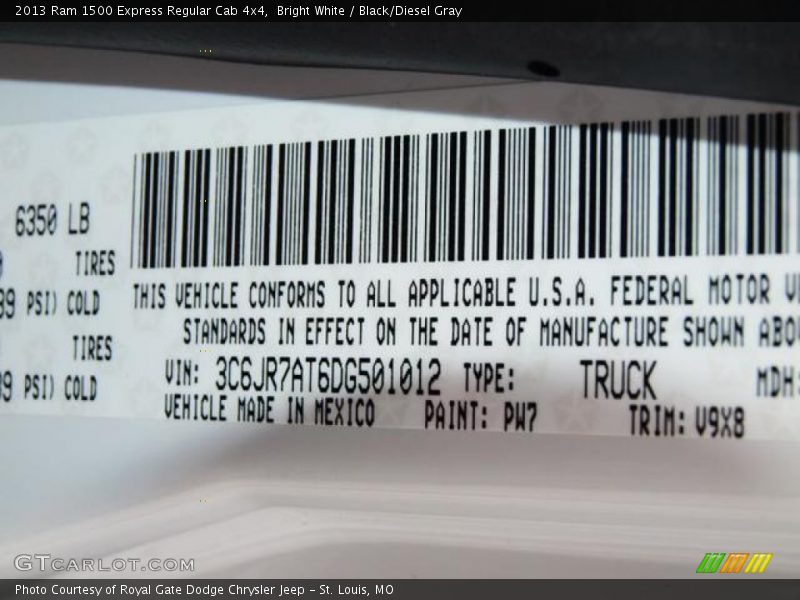 2013 Ram 1500 Express Regular Cab 4x4,  Bright White / Black/Diesel Gray
6350 LB
TIRES
PSI) COLD
TIRES
PSI) COLD
THIS VEHICLE CONFORMS TO ALL APPLICABLE U.S.A. FEDERAL MOTOR
STANDARDS IN EFFECT ON THE DATE OF MANUFACTURE SHOWN
VIN: 3C6JR7AT6DG501012 TYPE: TRUCK MDH:
VEHICLE MADE IN MEXICO PAINT: PW7 TRIM: V9X8
GTCARLOT.COM
Photo Courtesy of Royal Gate Dodge Chrysler Jeep – St. Louis, MO